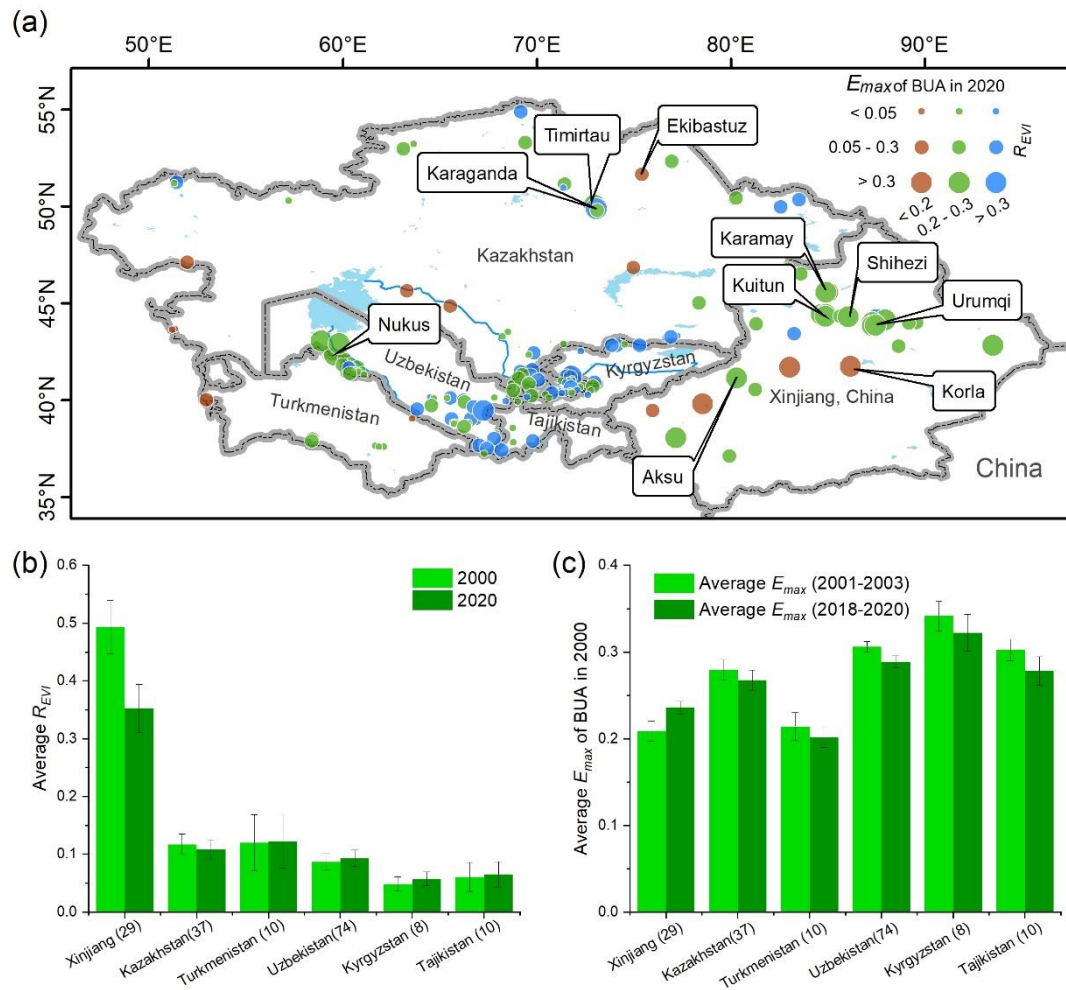 (a)
50°E 60°E 70°E 80°E 90°E
55°N
50°N
45°N
40°N
35°N
Emax of BUA in 2020
< 0.05
0.05 - 0.3
> 0.3
REVI
< 0.2
0.2 - 0.3
> 0.3
Timirtau
Ekibastuz
Karaganda
Karamay
Shihezi
Kazakhstan
Kuitun
Urumqi
Nukus
Uzbekistan
Kyrgyzstan
Turkmenistan
Tajikistan
Xinjiang, China
Korla
Aksu
China
(b)
0.6
0.5
0.4
0.3
0.2
0.1
0.0
Average REVI
2000
2020
Xinjiang (29)
Kazakhstan(37)
Turkmenistan (10)
Uzbekistan(74)
Kyrgyzstan (8)
Tajikistan (10)
(c)
0.4
0.3
0.2
0.1
0.0
Average Emax of BUA in 2000
Average Emax (2001-2003)
Average Emax (2018-2020)
Xinjiang (29)
Kazakhstan(37)
Turkmenistan (10)
Uzbekistan(74)
Kyrgyzstan (8)
Tajikistan (10)